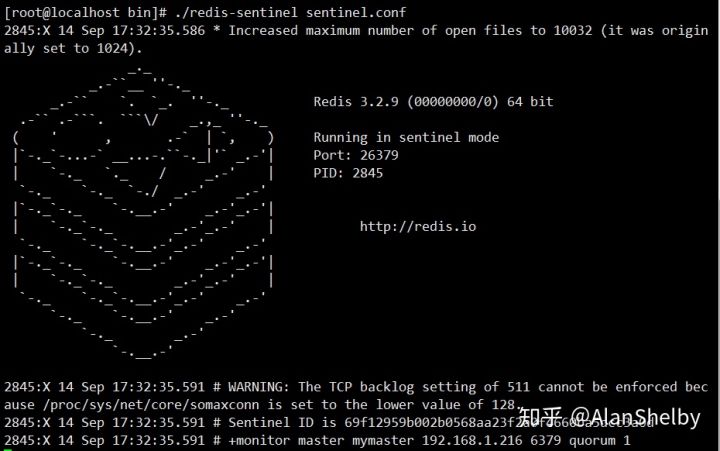 [root@localhost bin]# ./redis-sentinel sentinel.conf
2845:X 14 Sep 17:32:35.586 * Increased maximum number of open files to 10032 (it was origin
ally set to 1024).
Redis 3.2.9 (00000000/0) 64 bit
Running in sentinel mode
Port: 26379
PID: 2845
http://redis.io
2845:X 14 Sep 17:32:35.591 # WARNING: The TCP backlog setting of 511 cannot be enforced bec
ause /proc/sys/net/core/somaxconn is set to the lower value of 128.
2845:X 14 Sep 17:32:35.591 # Sentinel ID is
2845:X 14 Sep 17:32:35.591 # +monitor master mymaster 192.168.1.216 6379 quorum 1
知乎 @AlanShelby